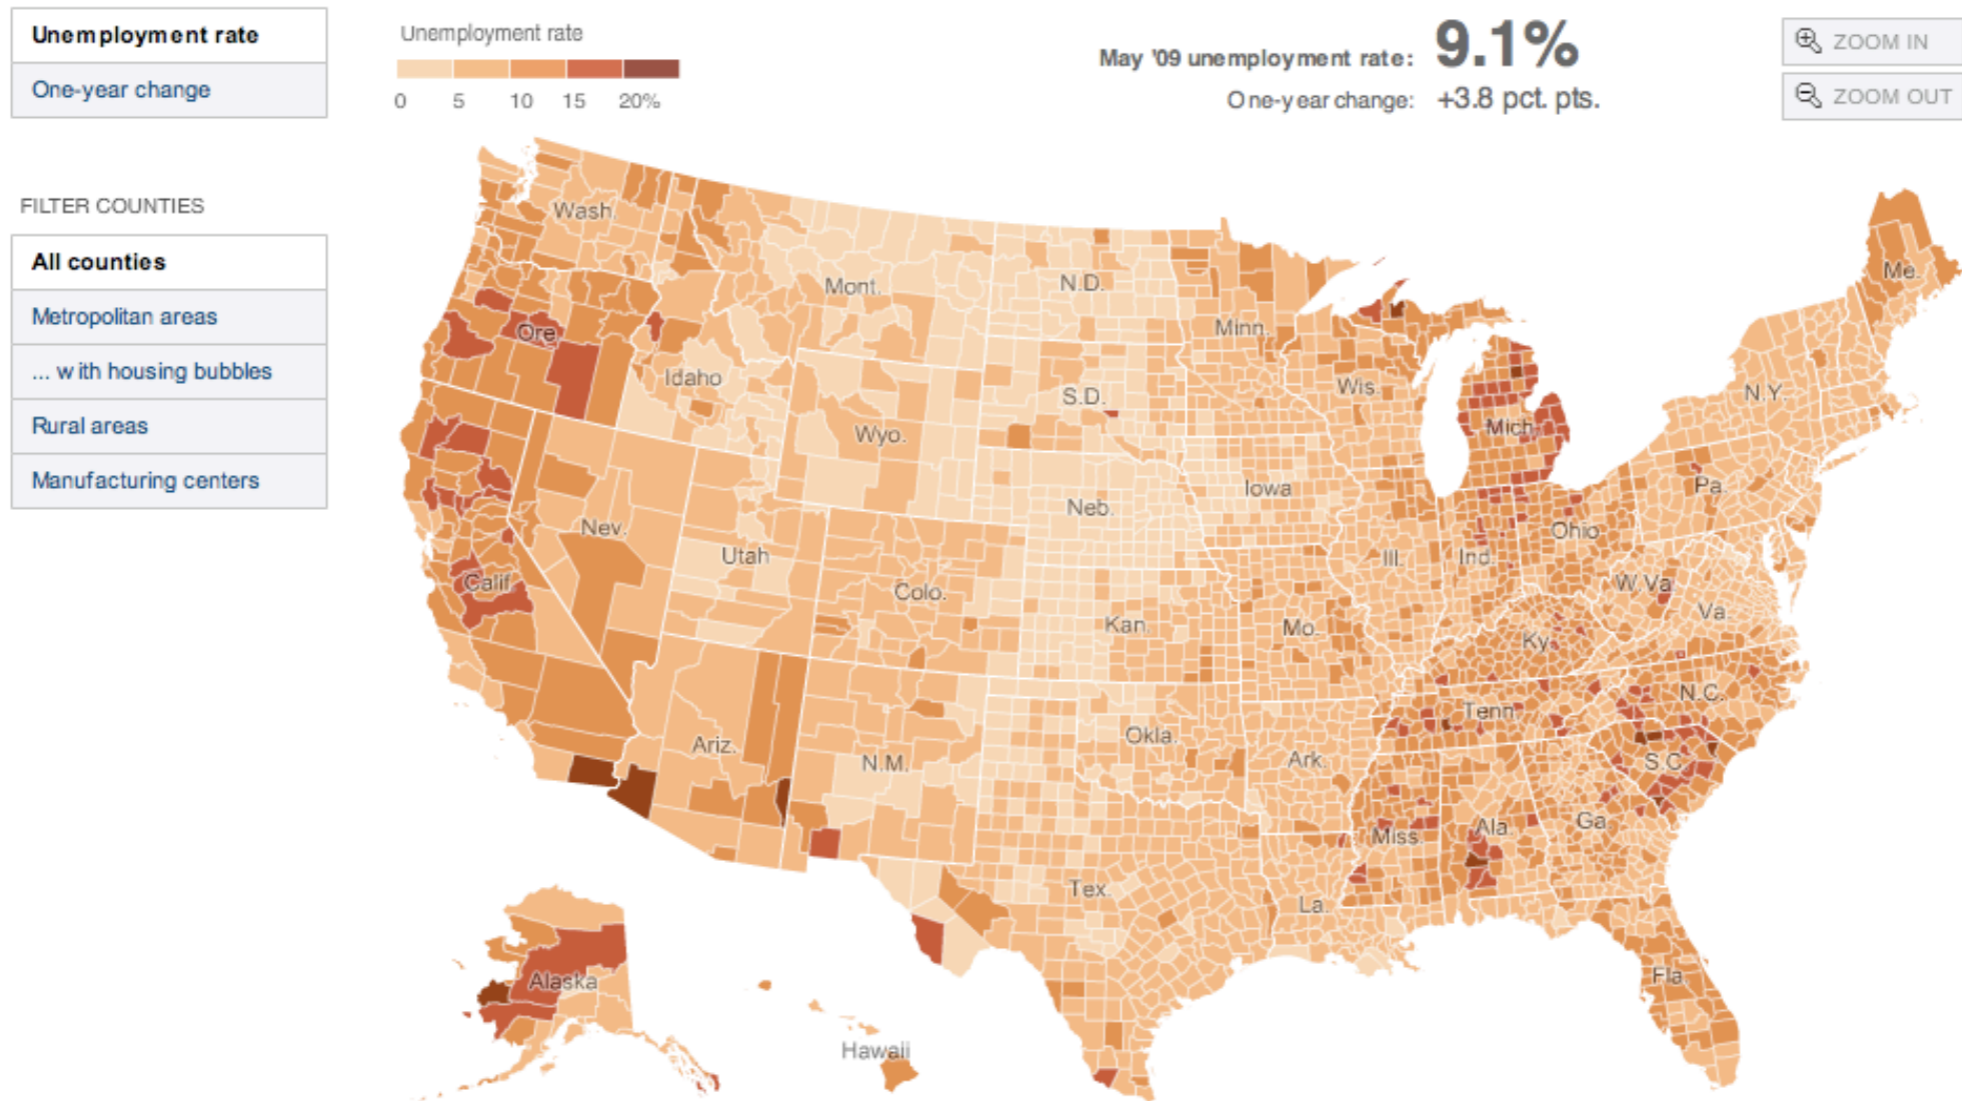 Unemployment rate
One-year change
Unemployment rate
0 5 10 15 20%
May '09 unemployment rate: 9.1%
One-year change: +3.8 pct. pts.
ZOOM IN
ZOOM OUT
FILTER COUNTIES
All counties
Metropolitan areas
... with housing bubbles
Rural areas
Manufacturing centers
Wash.
Mont.
N.D.
Minn.
Me.
Ore.
Idaho
S.D.
Wis.
N.Y.
Wyo.
Mich.
Neb.
Iowa
Pa.
Nev.
Utah
Ill.
Ind.
Ohio
Calif.
Colo.
Kan.
Mo.
W.Va.
Va.
Ky.
Ariz.
N.M.
Okla.
Tenn.
N.C.
Ark.
S.C.
Tex.
La.
Miss.
Ala.
Ga.
Alaska
Hawaii
Fla.